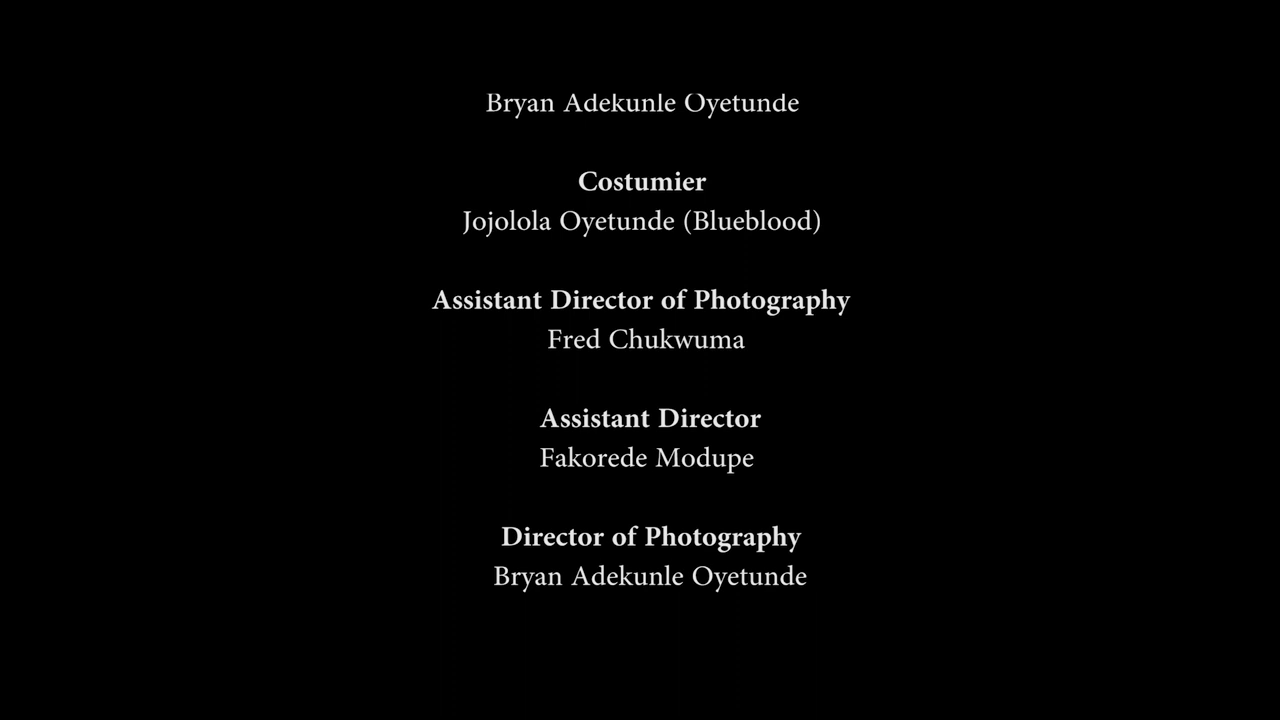 Bryan Adekunle Oyetunde
Costumier
Jojolola Oyetunde (Blueblood)
Assistant Director of Photography
Fred Chukwuma
Assistant Director
Fakorede Modupe
Director of Photography
Bryan Adekunle Oyetunde